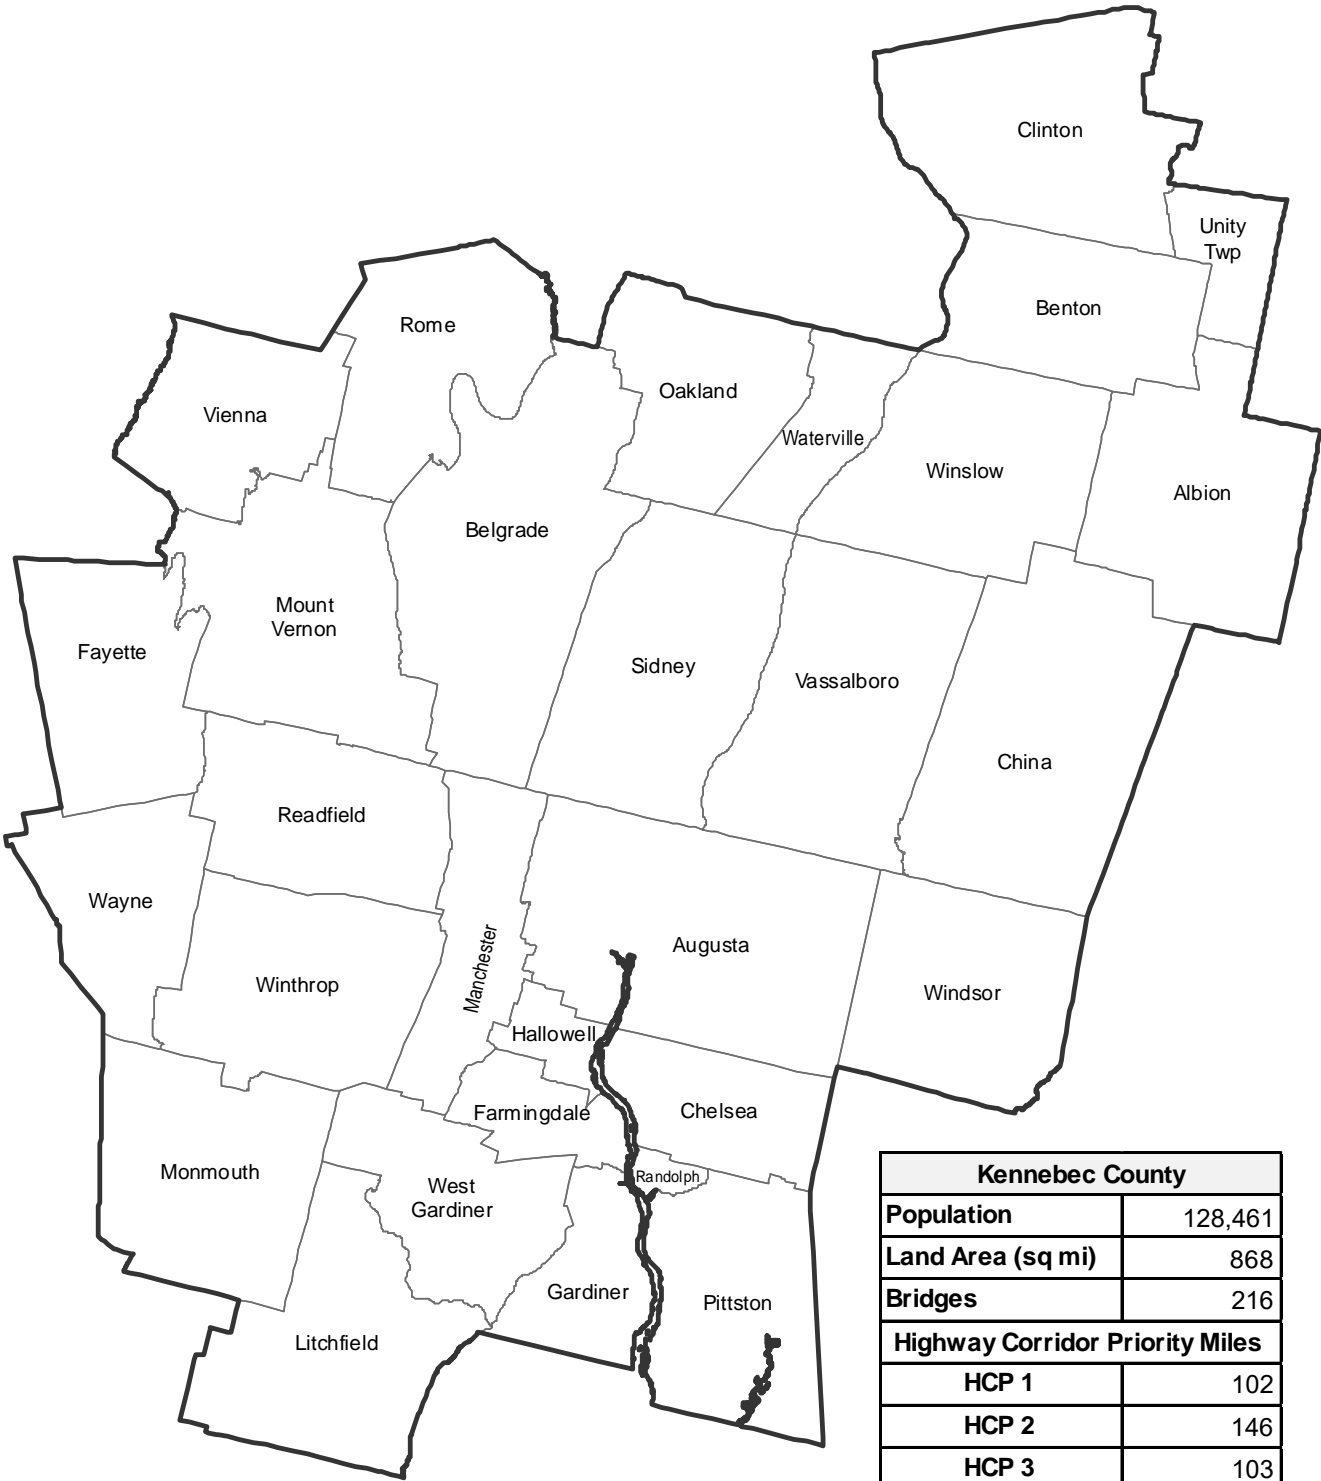 Clinton
Unity
Twp
Benton
Rome
Oakland
Vienna
Waterville
Winslow
Albion
Belgrade
Mount
Vernon
Fayette
Sidney
Vassalboro
China
Readfield
Wayne
Manchester
Augusta
Winthrop
Windsor
Hallowell
Farmingdale
Chelsea
Monmouth
West
Gardiner
Randolph
Gardiner
Pittston
Litchfield
Kennebec County
Population 128,461
Land Area (sq mi) 868
Bridges 216
Highway Corridor Priority Miles
HCP 1 102
HCP 2 146
HCP 3 103